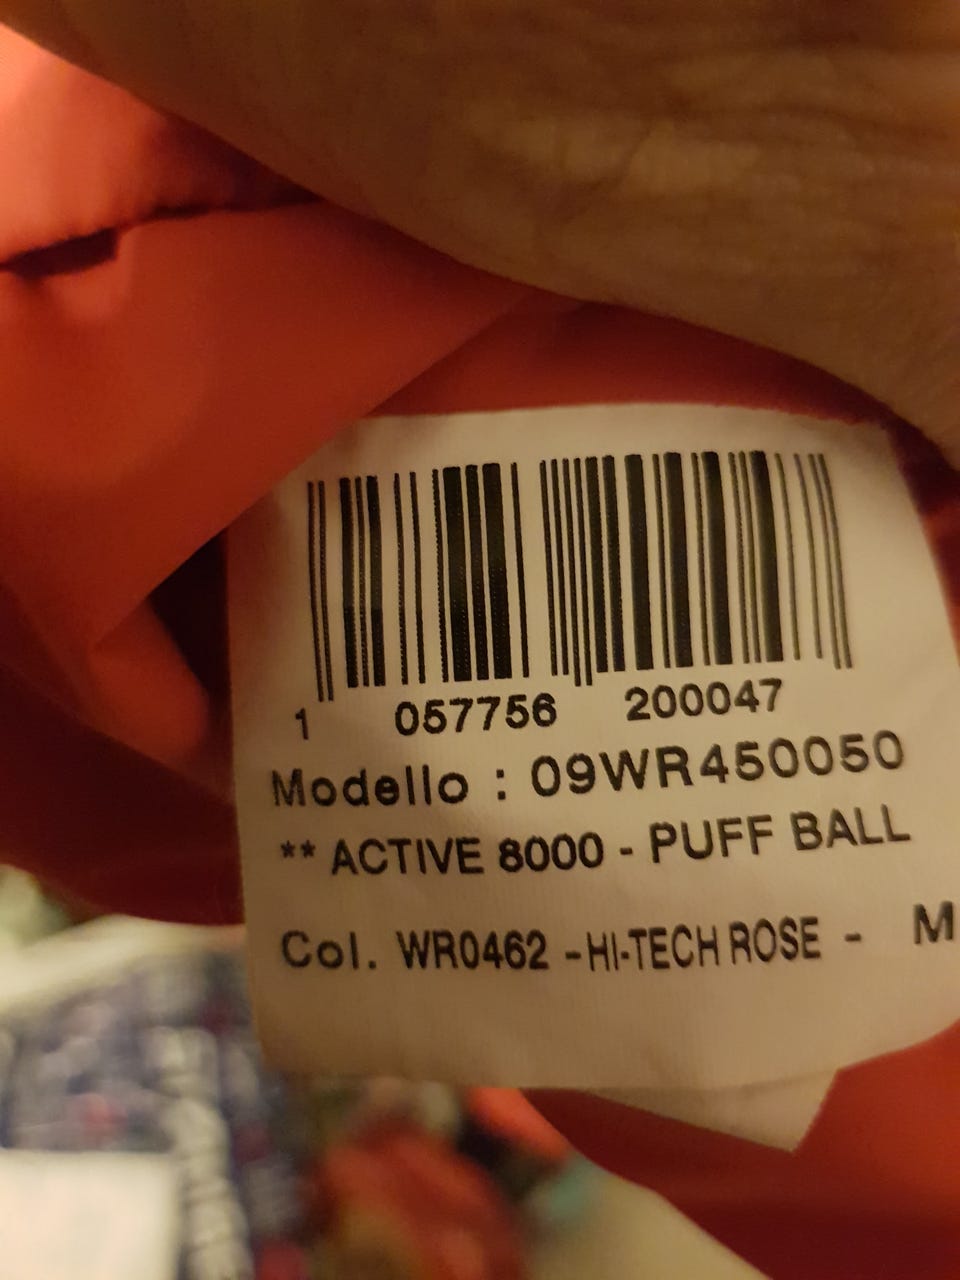 1 057756 200047
Modello : 09WR450050
** ACTIVE 8000 - PUFF BALL
Col. WR0462 -HI-TECH ROSE - M